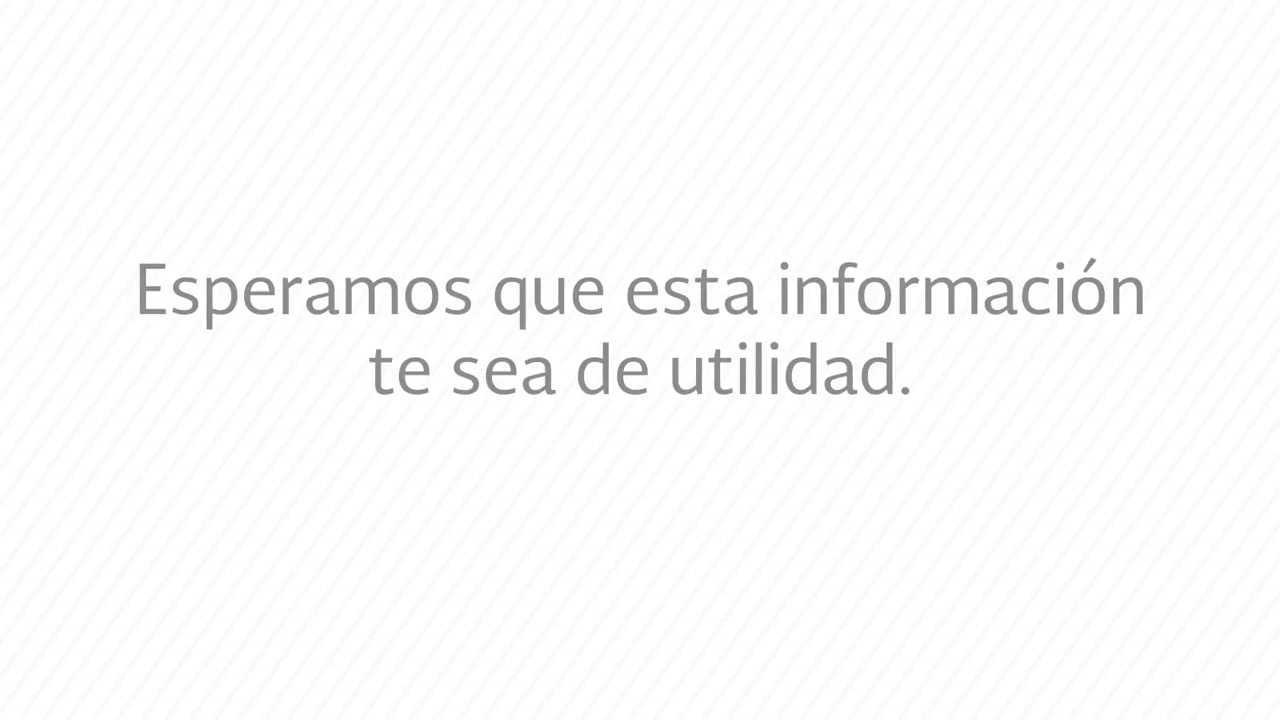 Esperamos que esta información
te sea de utilidad.